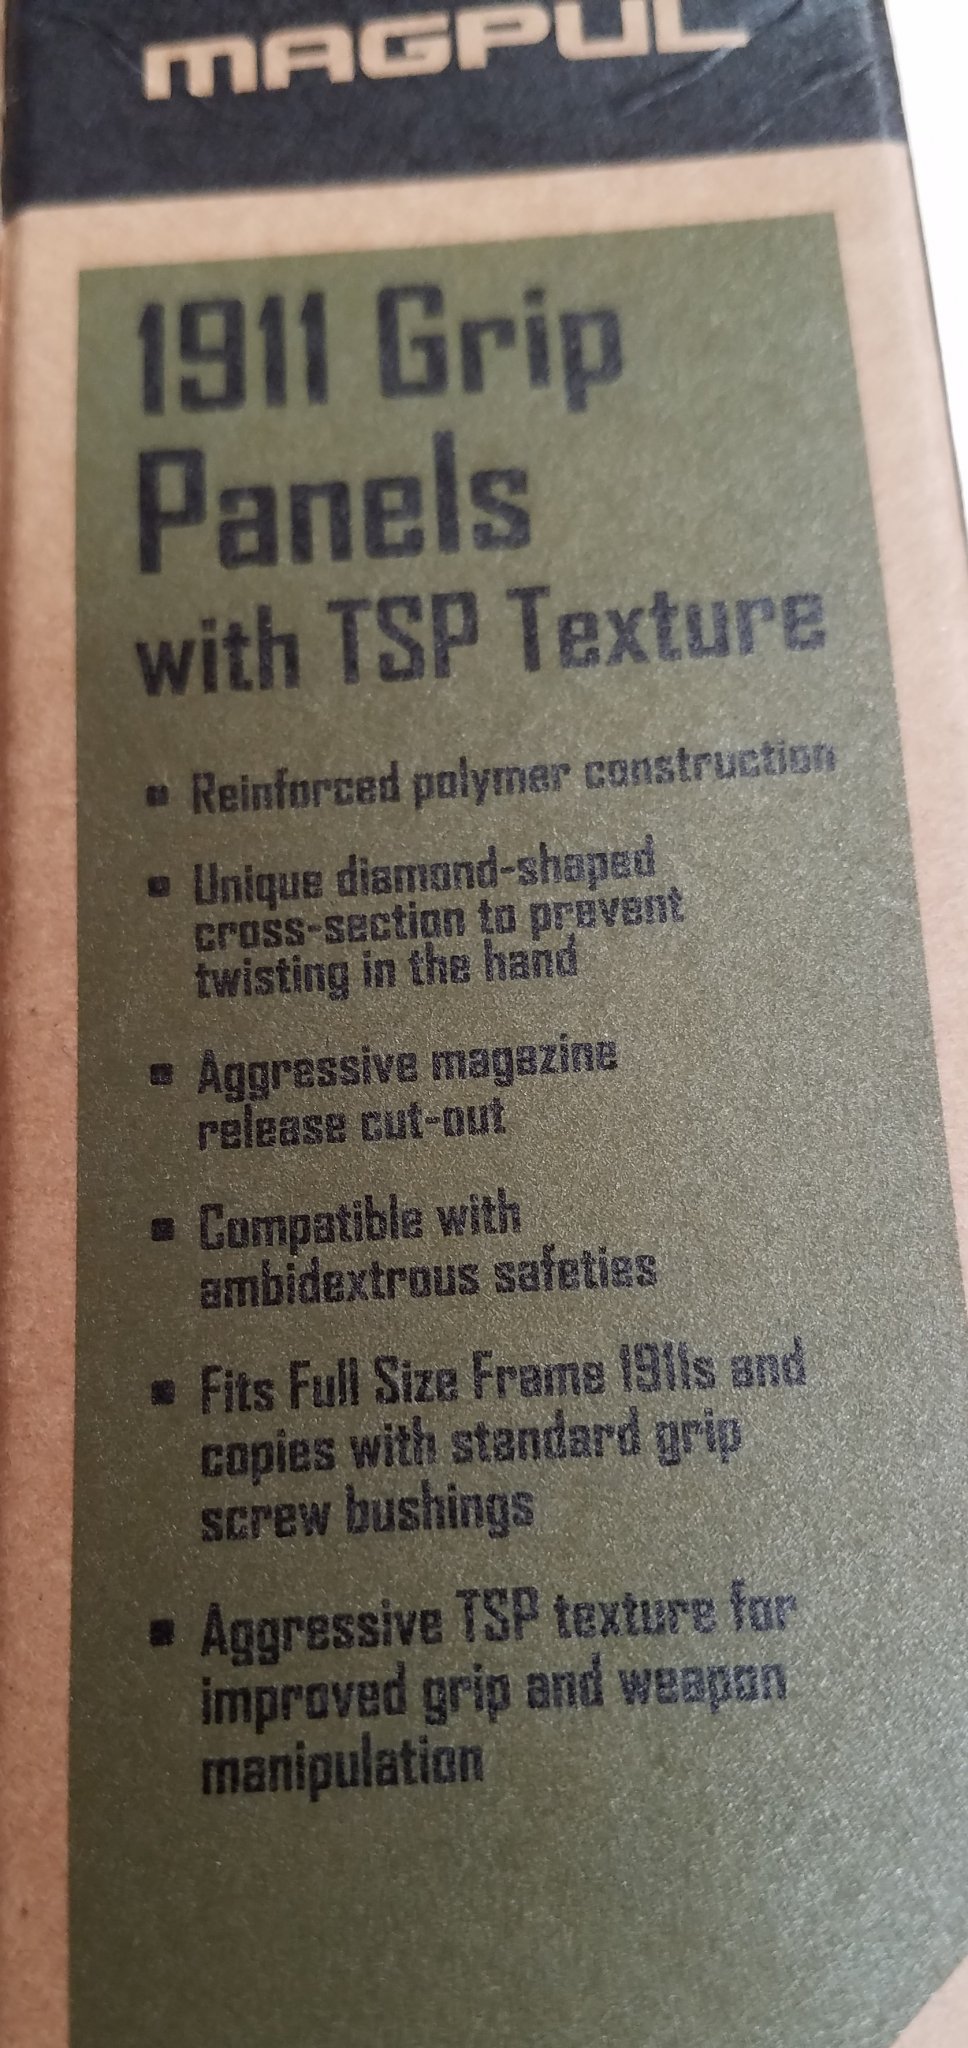 MAGPUL
1911 Grip
Panels
with TSP Texture
▪ Reinforced polymer construction
▪ Unique diamond-shaped
cross-section to prevent
twisting in the hand
▪ Aggressive magazine
release cut-out
▪ Compatible with
ambidextrous safeties
▪ Fits Full Size Frame 1911s and
copies with standard grip
screw bushings
▪ Aggressive TSP texture for
improved grip and weapon
manipulation